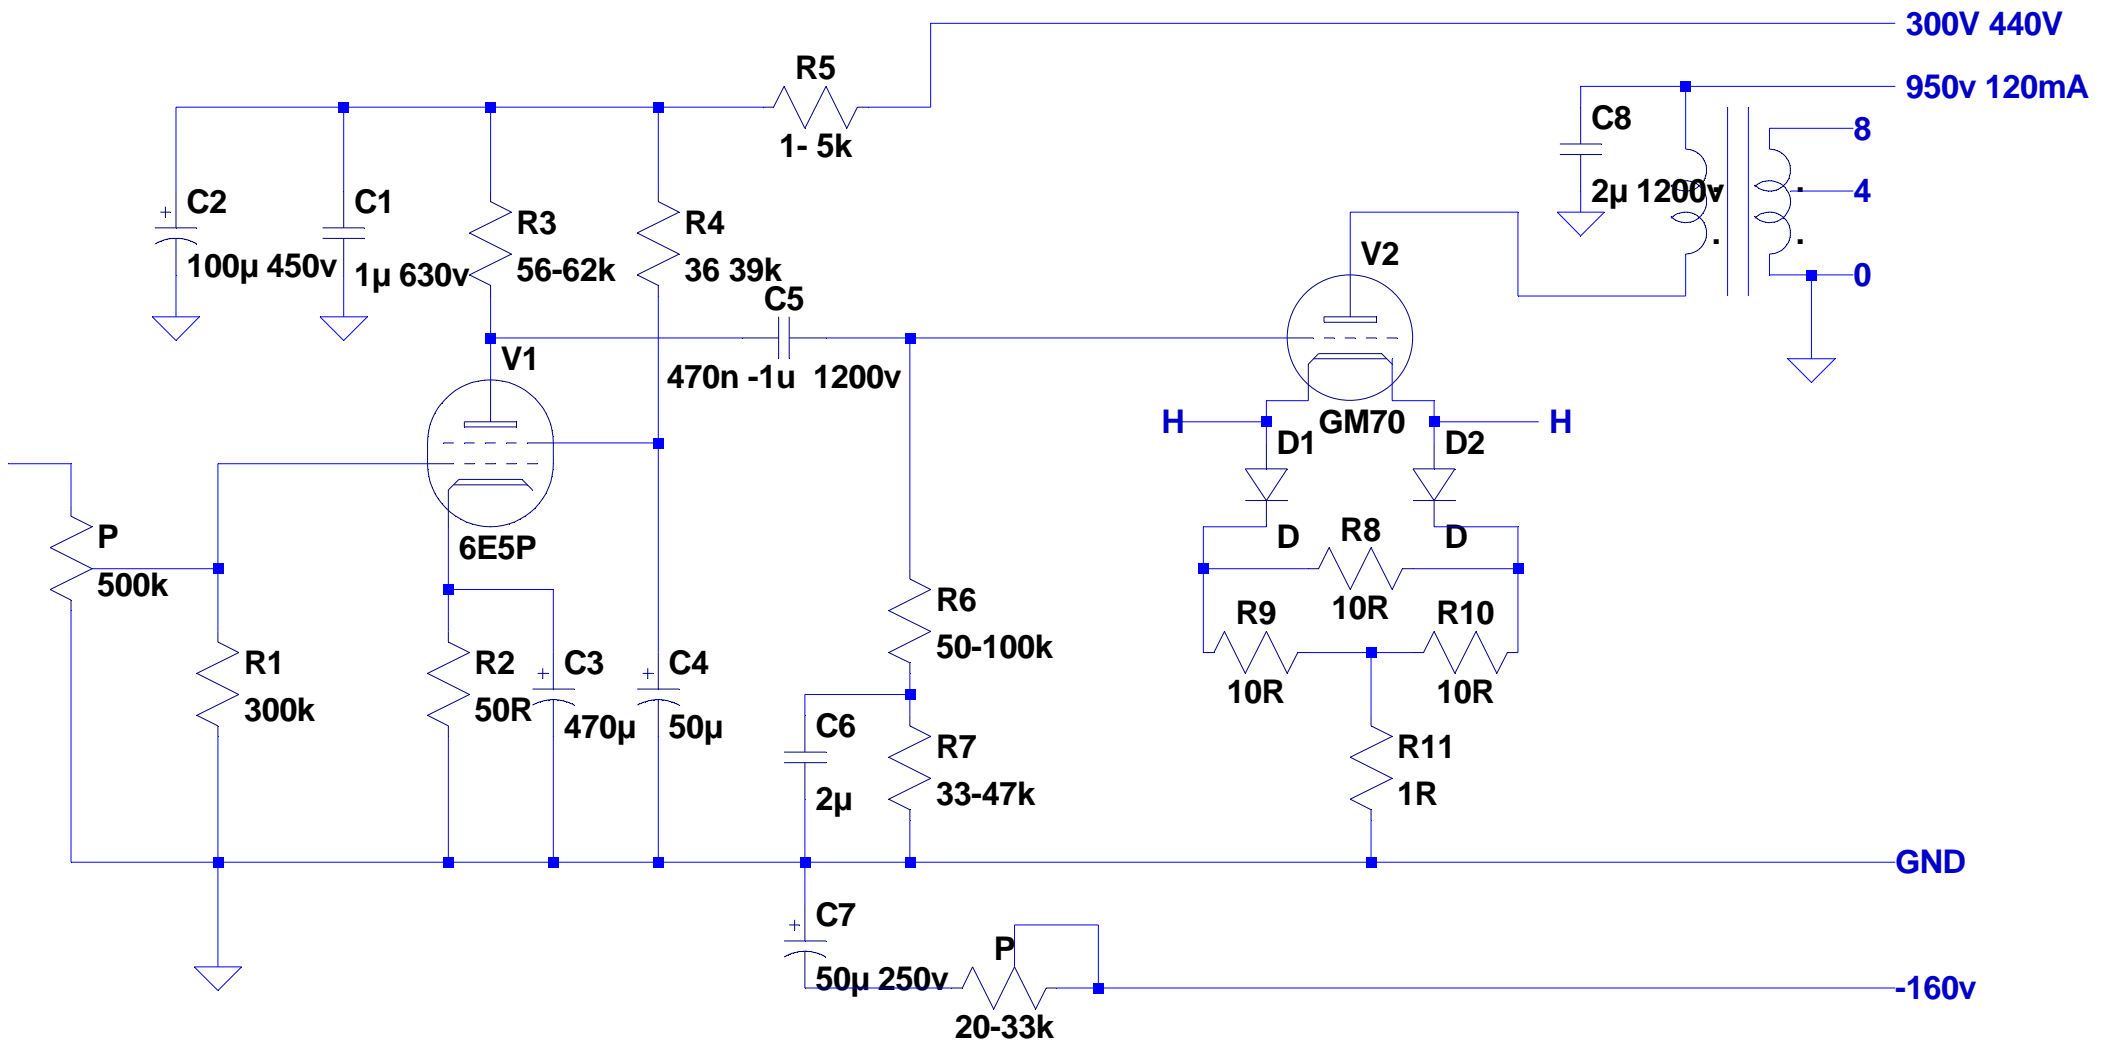 300V 440V
R5
950v 120mA
1- 5k
C8
8
2µ 1200v
4
C2
C1
R3
R4
V2
+
100µ 450v
1µ 630v
56-62k
36 39k
0
C5
V1
470n -1u 1200v
H
GM70
H
D1
D2
P
500k
6E5P
D
R8
D
R9
10R
R10
R6
50-100k
R1
300k
R2
50R
+
C3
470µ
+
C4
50µ
10R
10R
C6
2µ
R7
33-47k
R11
1R
GND
+
C7
50µ 250v
P
-160v
20-33k